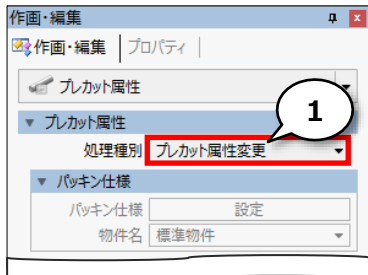 作画・編集
作画・編集 プロパティ
プレカット属性
1
プレカット属性
処理種別 プレカット属性変更
パッキン仕様
パッキン仕様 設定
物件名 標準物件